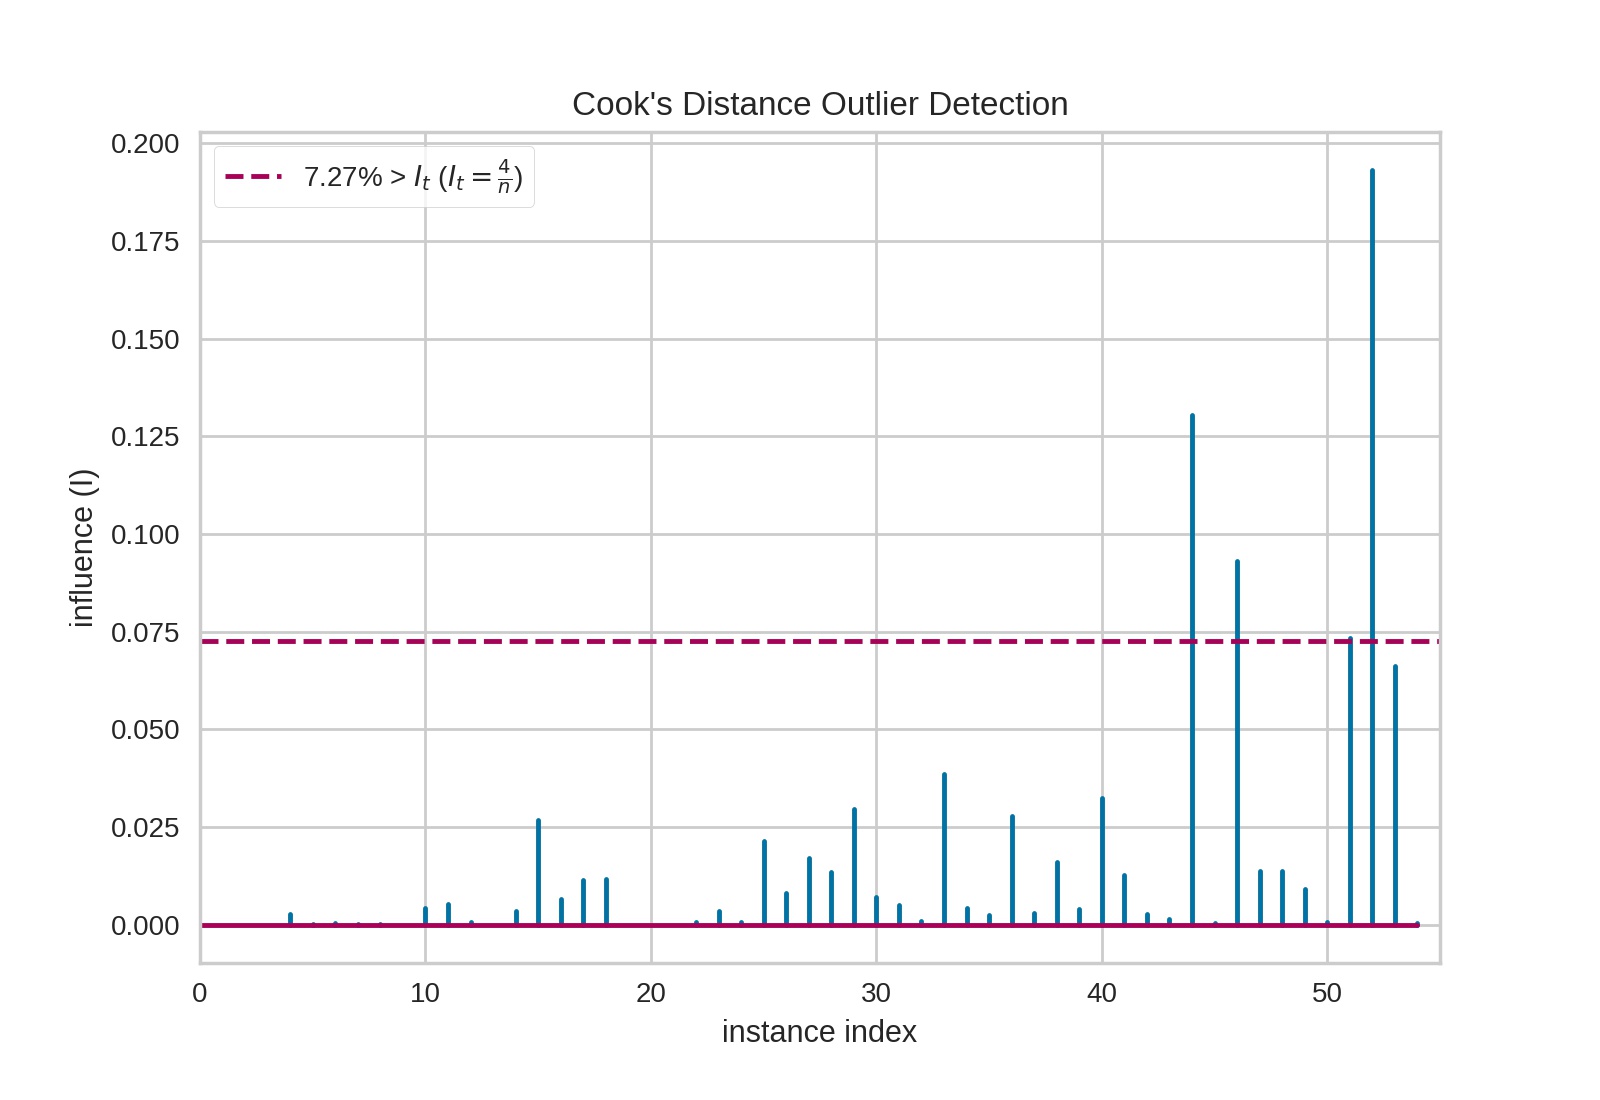 Cook's Distance Outlier Detection
7.27% > I_t (I_t = 4/n)
influence (I)
0.200
0.175
0.150
0.125
0.100
0.075
0.050
0.025
0.000
0 10 20 30 40 50
instance index